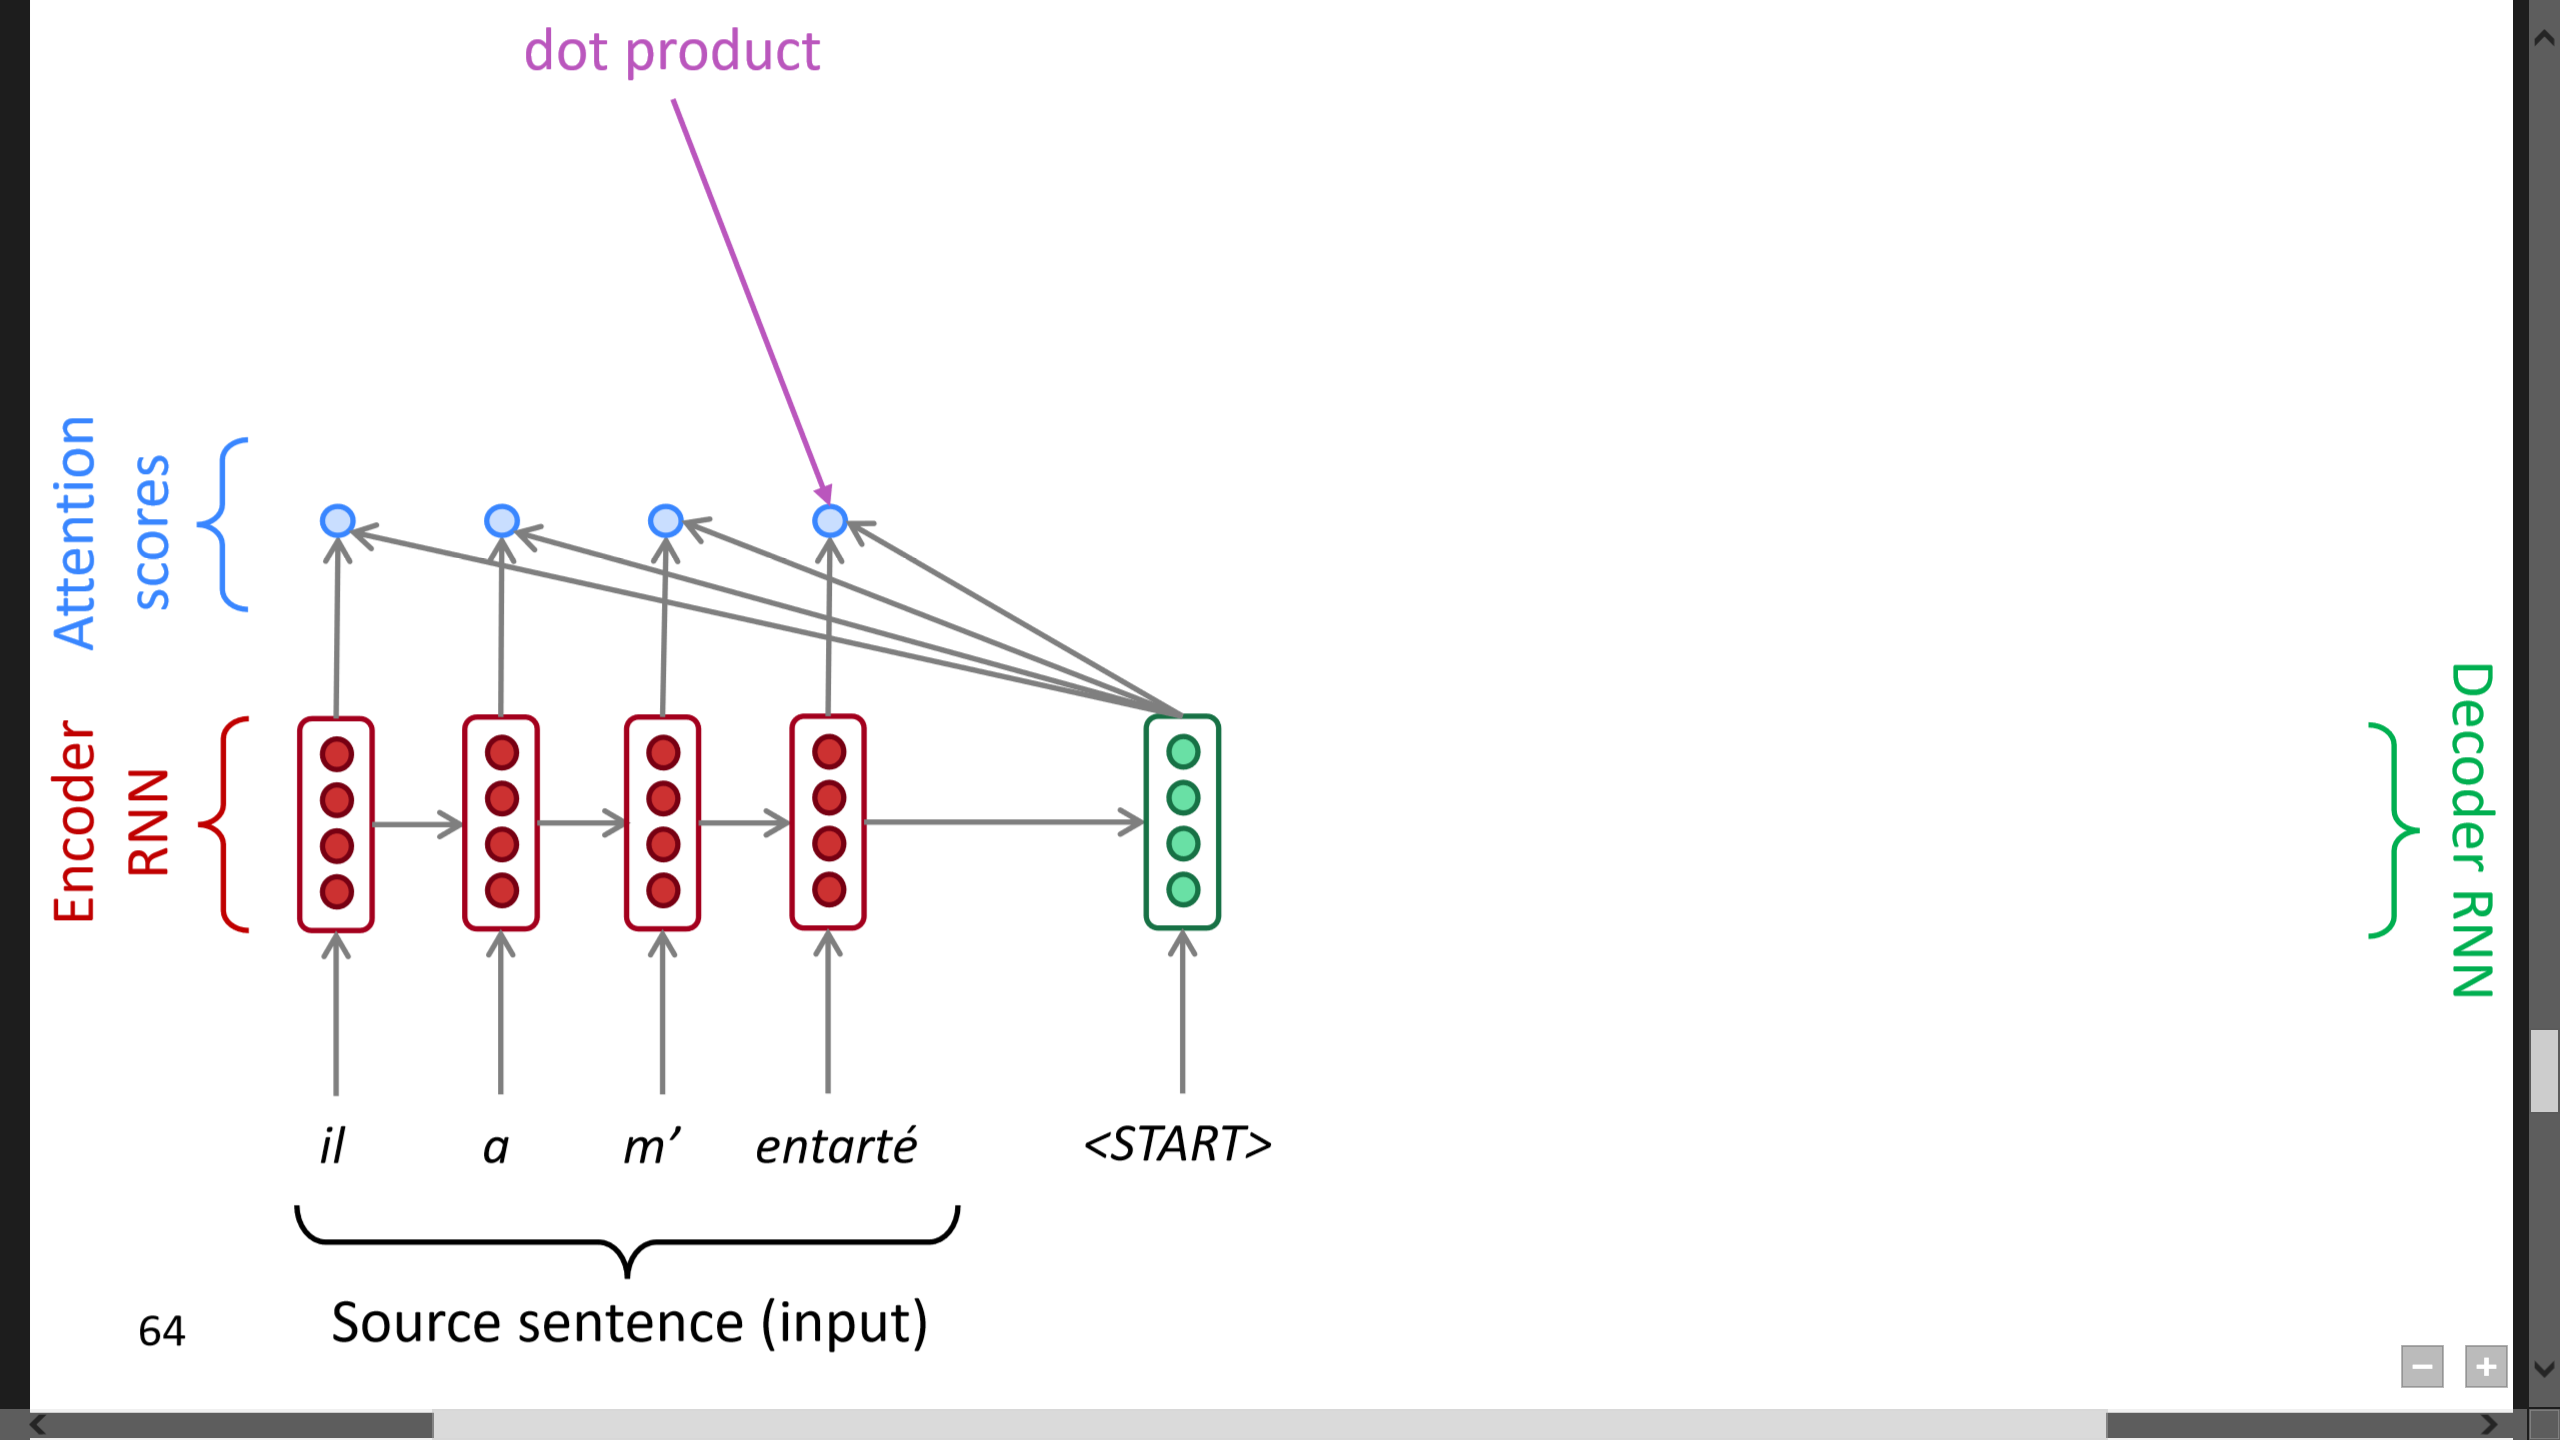 dot product
Attention
scores
Encoder
RNN
Decoder RNN
il a m’ entarté <START>
Source sentence (input)
64